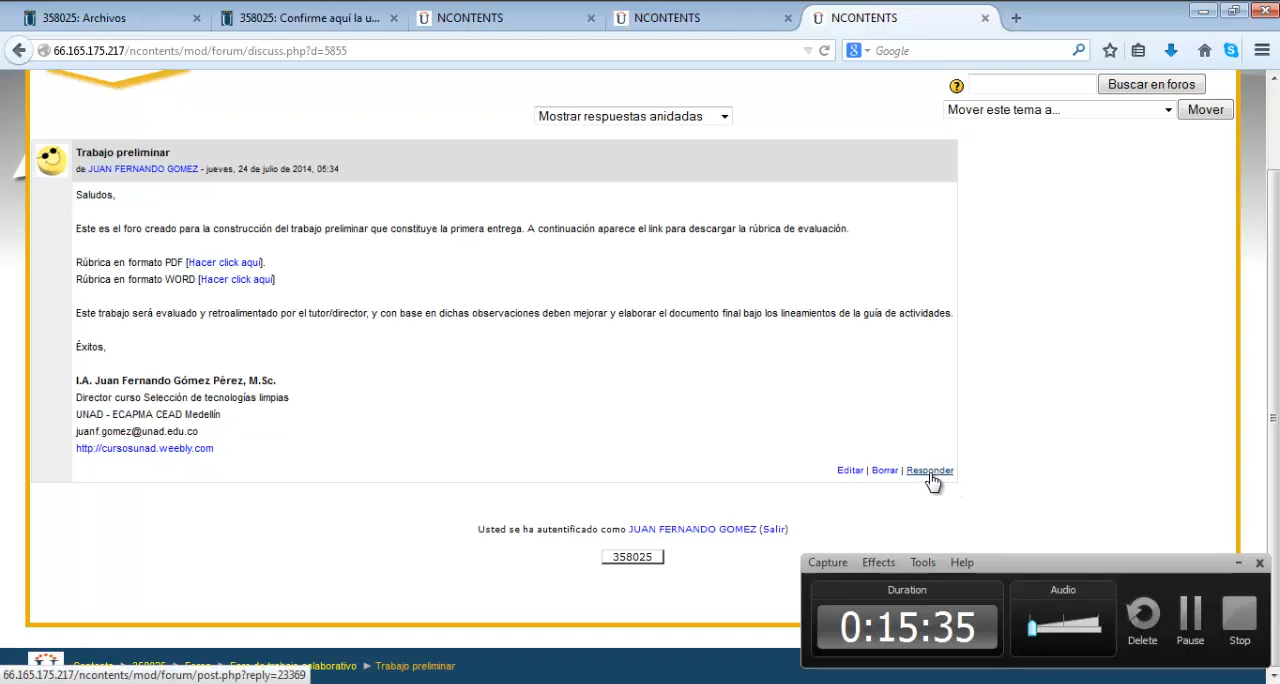 358025: Archivos
358025: Confirme aquí la u...
NCONTENTS
NCONTENTS
NCONTENTS
66.165.175.217/ncontents/mod/forum/discuss.php?d=5855
Google
Buscar en foros
Mostrar respuestas anidadas
Mover este tema a...
Mover
Trabajo preliminar
de JUAN FERNANDO GOMEZ - jueves, 24 de julio de 2014, 05:34
Saludos,
Este es el foro creado para la construcción del trabajo preliminar que constituye la primera entrega. A continuación aparece el link para descargar la rúbrica de evaluación.
Rúbrica en formato PDF [Hacer click aquí].
Rúbrica en formato WORD [Hacer click aquí]
Este trabajo será evaluado y retroalimentado por el tutor/director, y con base en dichas observaciones deben mejorar y elaborar el documento final bajo los lineamientos de la guía de actividades.
Éxitos,
I.A. Juan Fernando Gómez Pérez, M.Sc.
Director curso Selección de tecnologías limpias
UNAD - ECAPMA CEAD Medellín
juanf.gomez@unad.edu.co
http://cursosunad.weebly.com
Editar | Borrar | Responder
Usted se ha autentificado como JUAN FERNANDO GOMEZ (Salir)
358025
Capture Effects Tools Help
Duration
Audio
0:15:35
Delete
Pause
Stop
Trabajo preliminar
66.165.175.217/ncontents/mod/forum/post.php?reply=23369